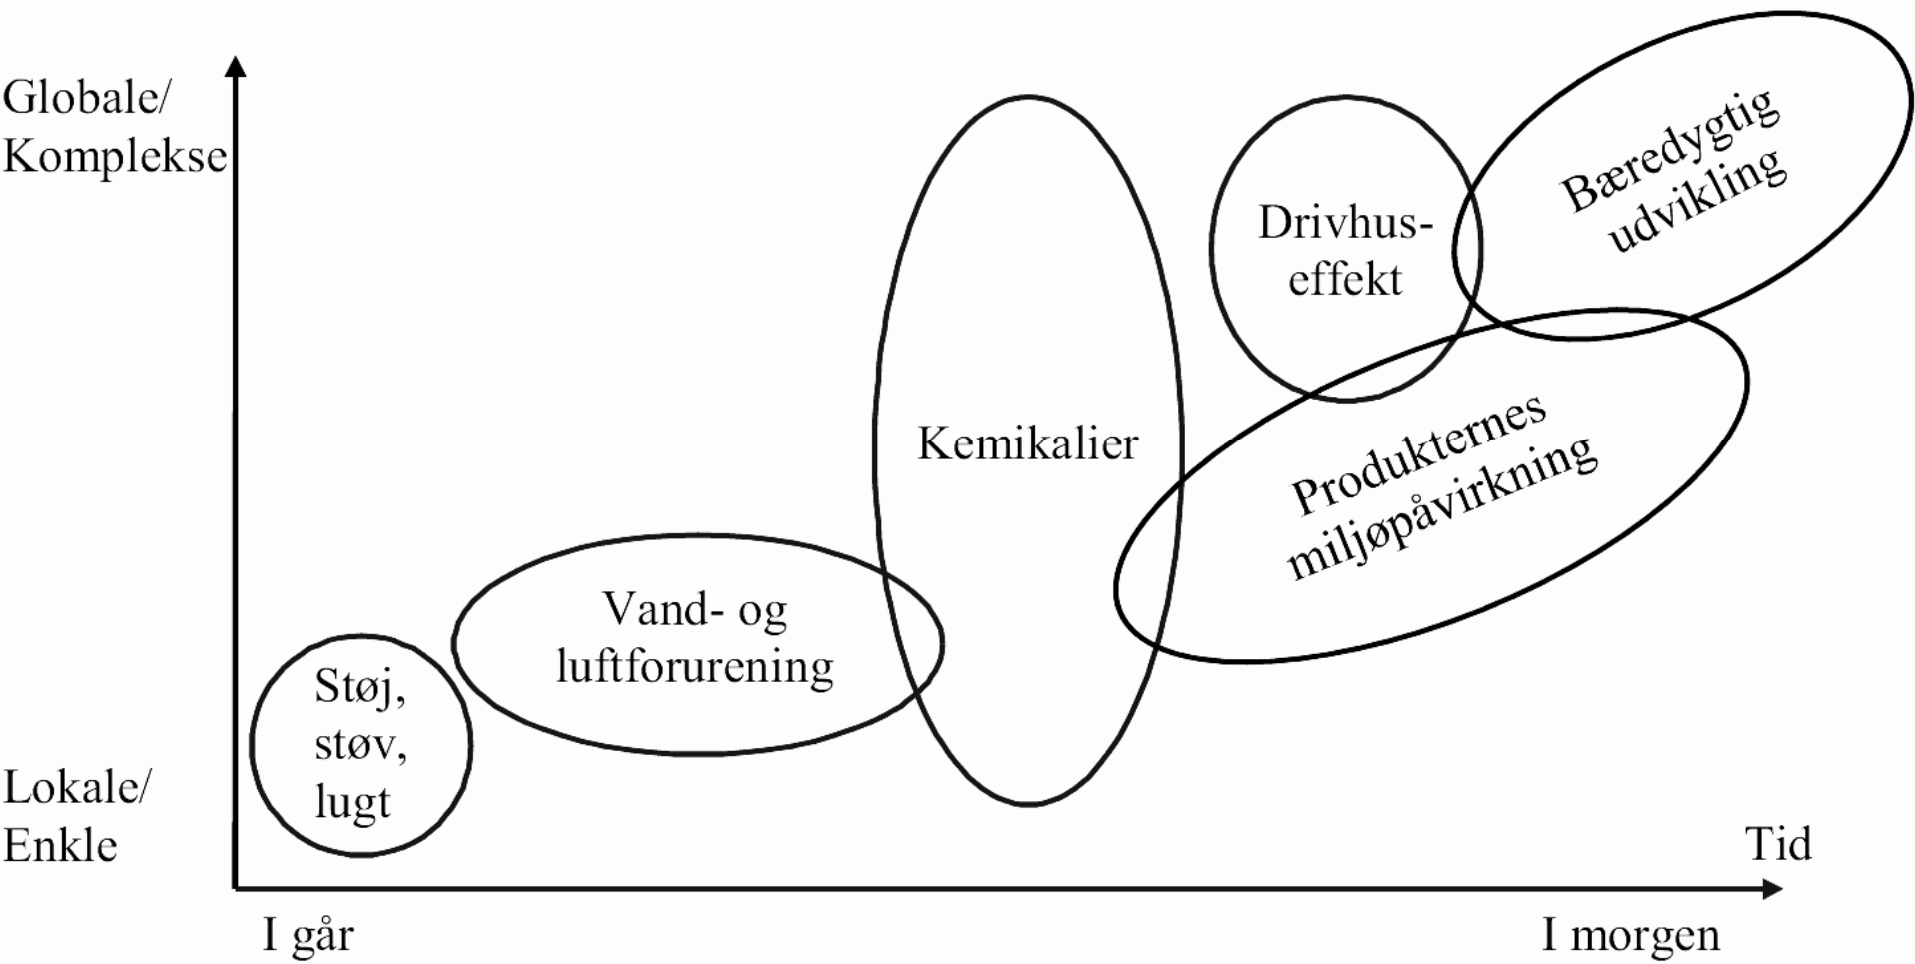 Globale/
Komplekse
Bæredygtig
udvikling
Drivhus-
effekt
Kemikalier
Produkternes
miljøpåvirkning
Vand- og
luftforurening
Støj,
støv,
lugt
Lokale/
Enkle
Tid
I går
I morgen